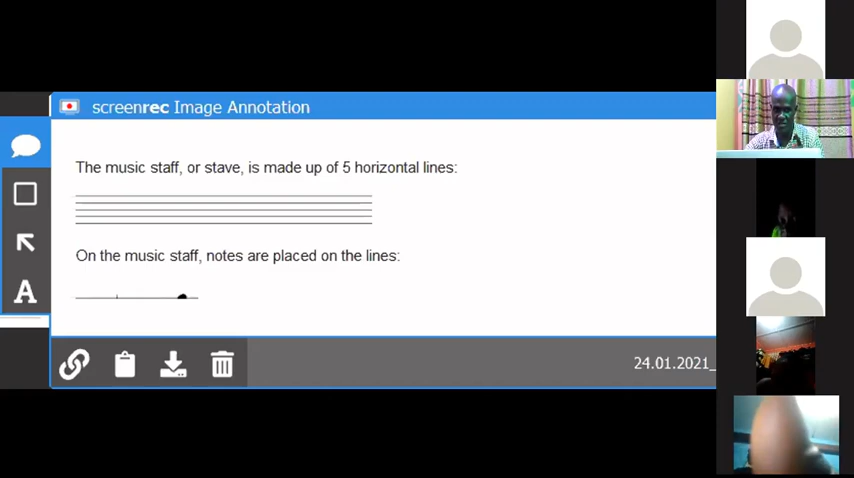 screenrec Image Annotation
The music staff, or stave, is made up of 5 horizontal lines:
On the music staff, notes are placed on the lines:
A
24.01.2021_